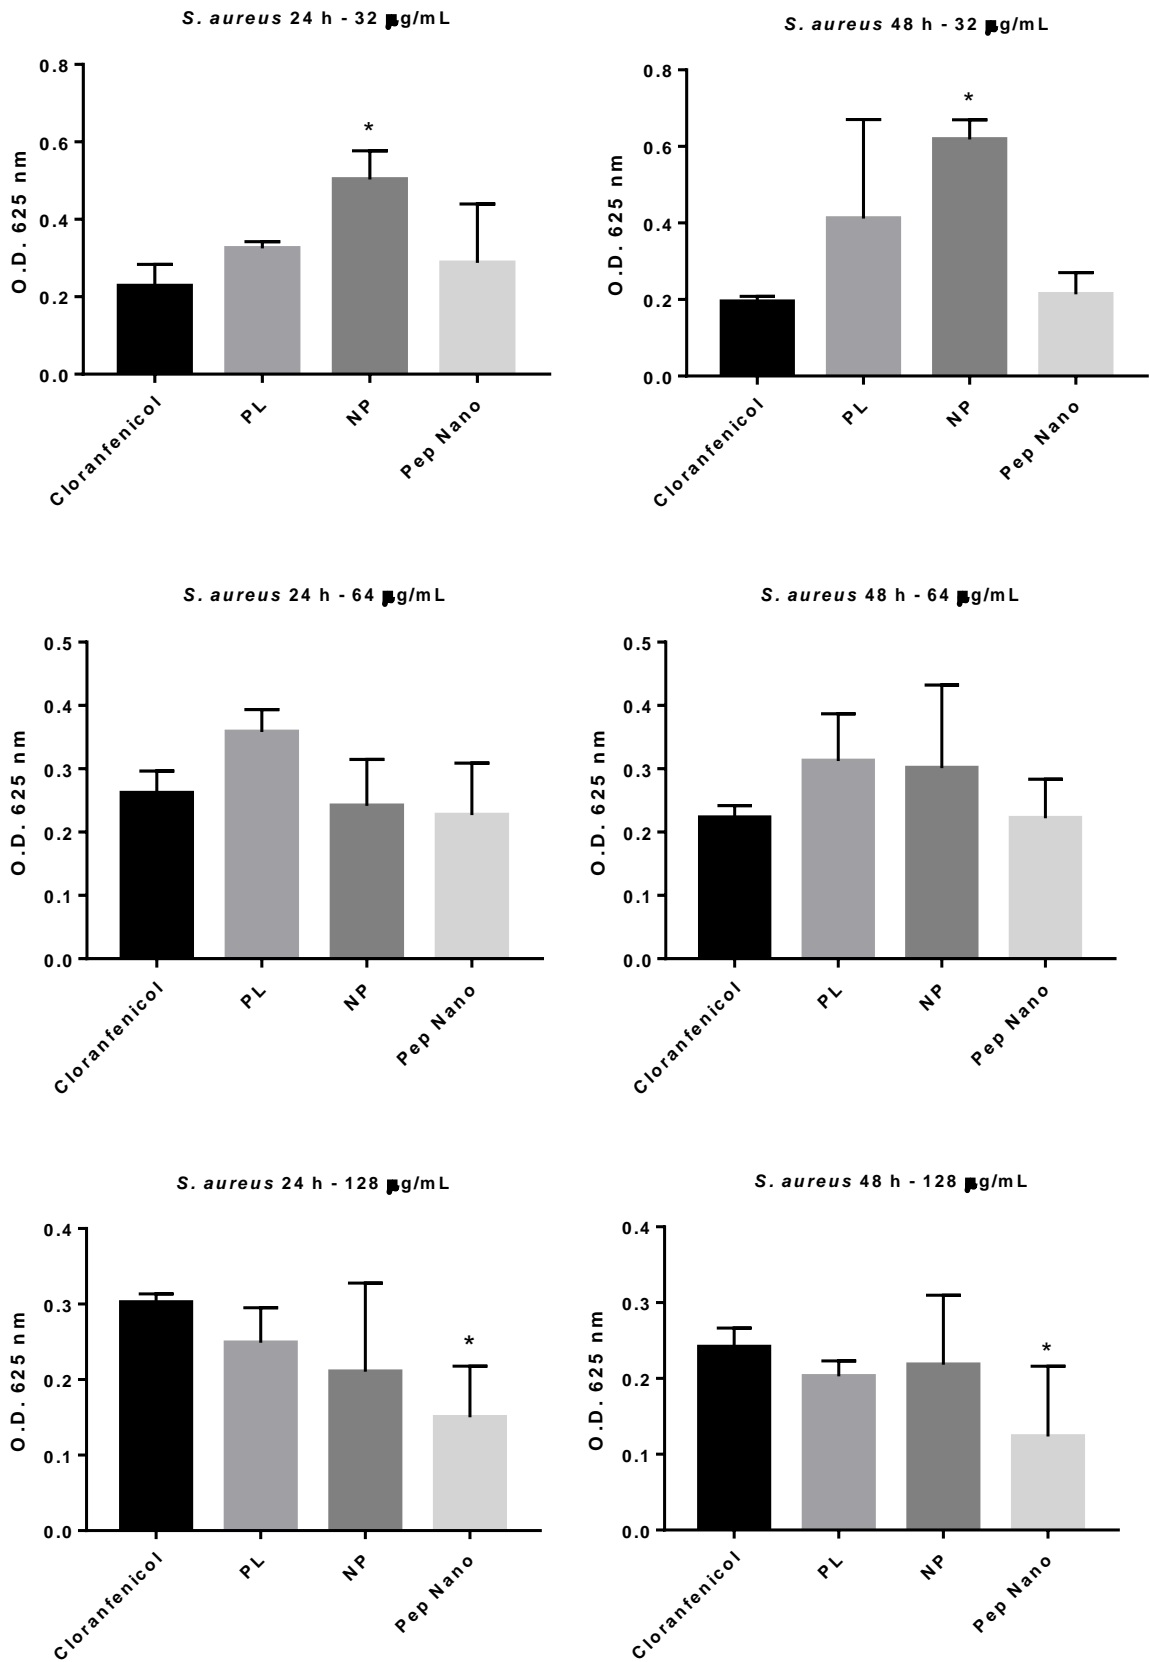 S. aureus 24 h - 32 μg/mL
0.8
0.6
0.4
0.2
0.0
O.D. 625 nm
*
Cloranfenicol
PL
NP
Pep Nano
S. aureus 48 h - 32 μg/mL
0.8
0.6
0.4
0.2
0.0
O.D. 625 nm
*
Cloranfenicol
PL
NP
Pep Nano
S. aureus 24 h - 64 μg/mL
0.5
0.4
0.3
0.2
0.1
0.0
O.D. 625 nm
Cloranfenicol
PL
NP
Pep Nano
S. aureus 48 h - 64 μg/mL
0.5
0.4
0.3
0.2
0.1
0.0
O.D. 625 nm
Cloranfenicol
PL
NP
Pep Nano
S. aureus 24 h - 128 μg/mL
0.4
0.3
0.2
0.1
0.0
O.D. 625 nm
*
Cloranfenicol
PL
NP
Pep Nano
S. aureus 48 h - 128 μg/mL
0.4
0.3
0.2
0.1
0.0
O.D. 625 nm
*
Cloranfenicol
PL
NP
Pep Nano